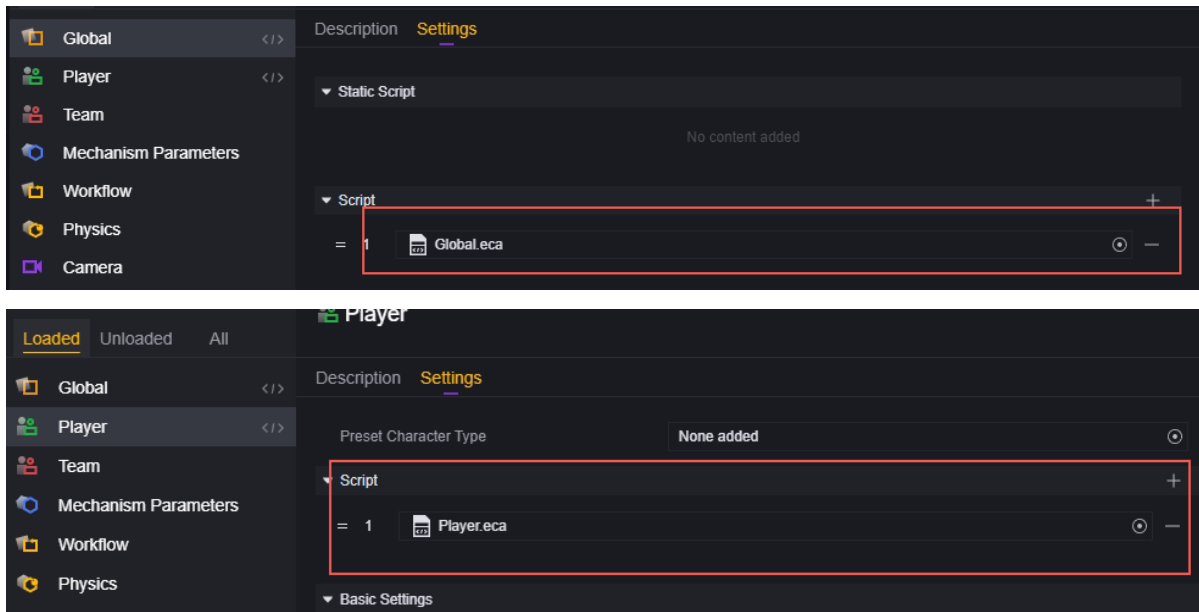 Global </>
Description Settings
Player </>
Static Script
Team
No content added
Mechanism Parameters
Workflow
Script +
Physics
= 1 Global.eca
Camera
Player
Loaded Unloaded All
Global </>
Description Settings
Player </>
Preset Character Type None added
Team
Script +
Mechanism Parameters
= 1 Player.eca
Workflow
Physics
Basic Settings